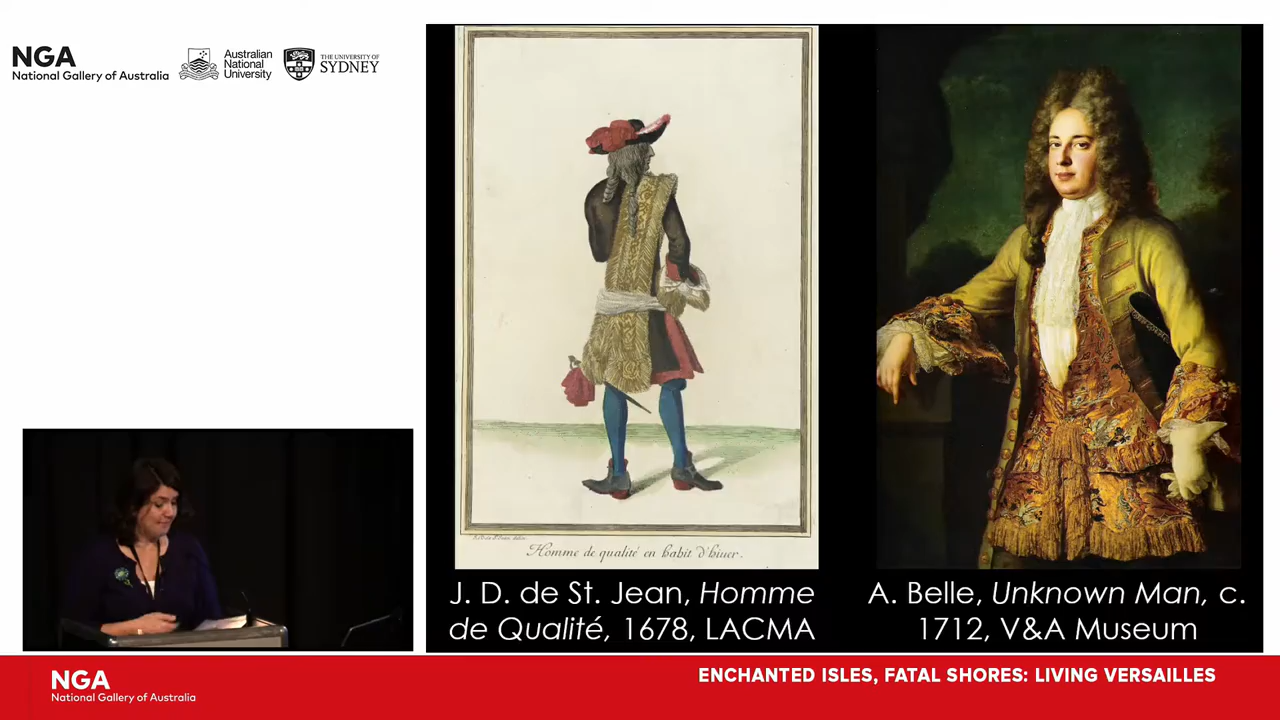 NGA
National Gallery of Australia
Australian
National
University
THE UNIVERSITY OF
SYDNEY
Homme de qualité en habit d'hiuer.
J. D. de St. Jean, Homme
de Qualité, 1678, LACMA
A. Belle, Unknown Man, c.
1712, V&A Museum
NGA
National Gallery of Australia
ENCHANTED ISLES, FATAL SHORES: LIVING VERSAILLES